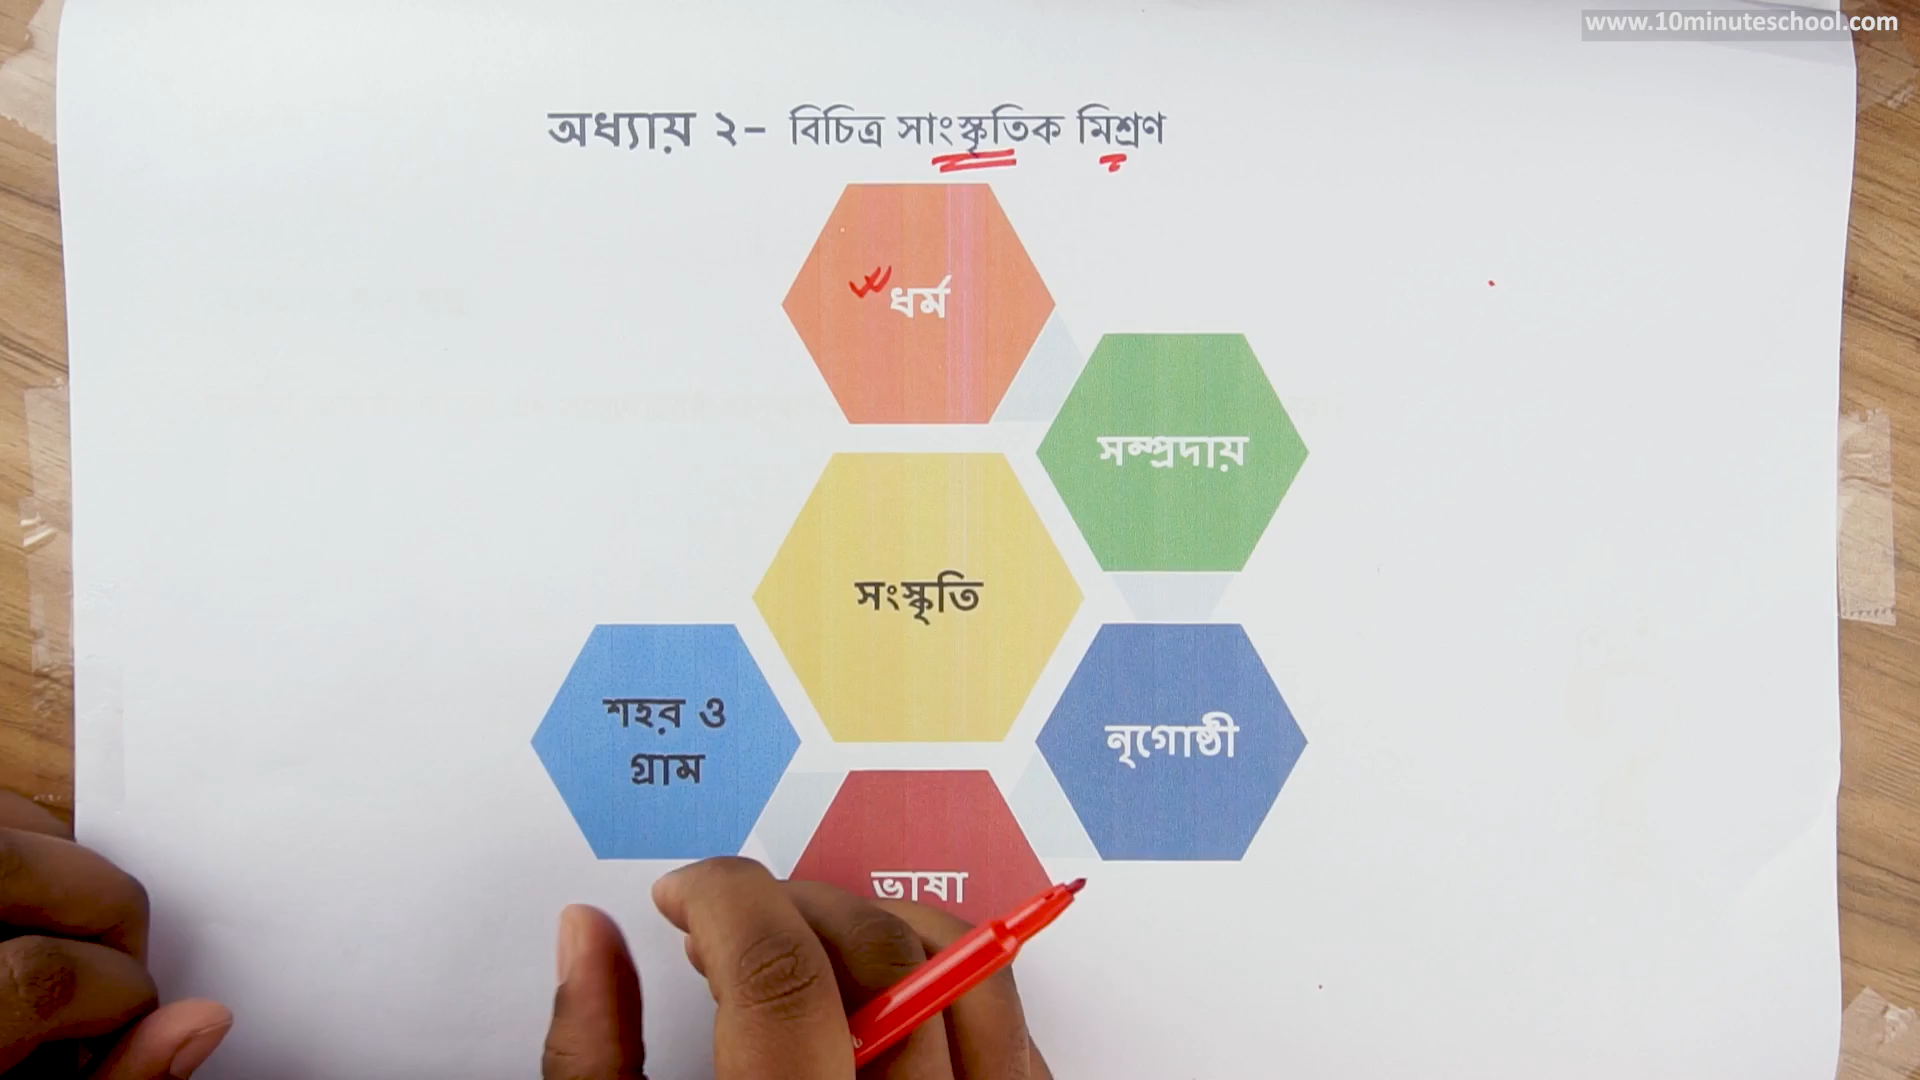 www.10minuteschool.com
অধ্যায় ২- বিচিত্র সাংস্কৃতিক মিশ্রণ
ধর্ম
সম্প্রদায়
সংস্কৃতি
শহর ও
গ্রাম
নৃগোষ্ঠী
ভাষা